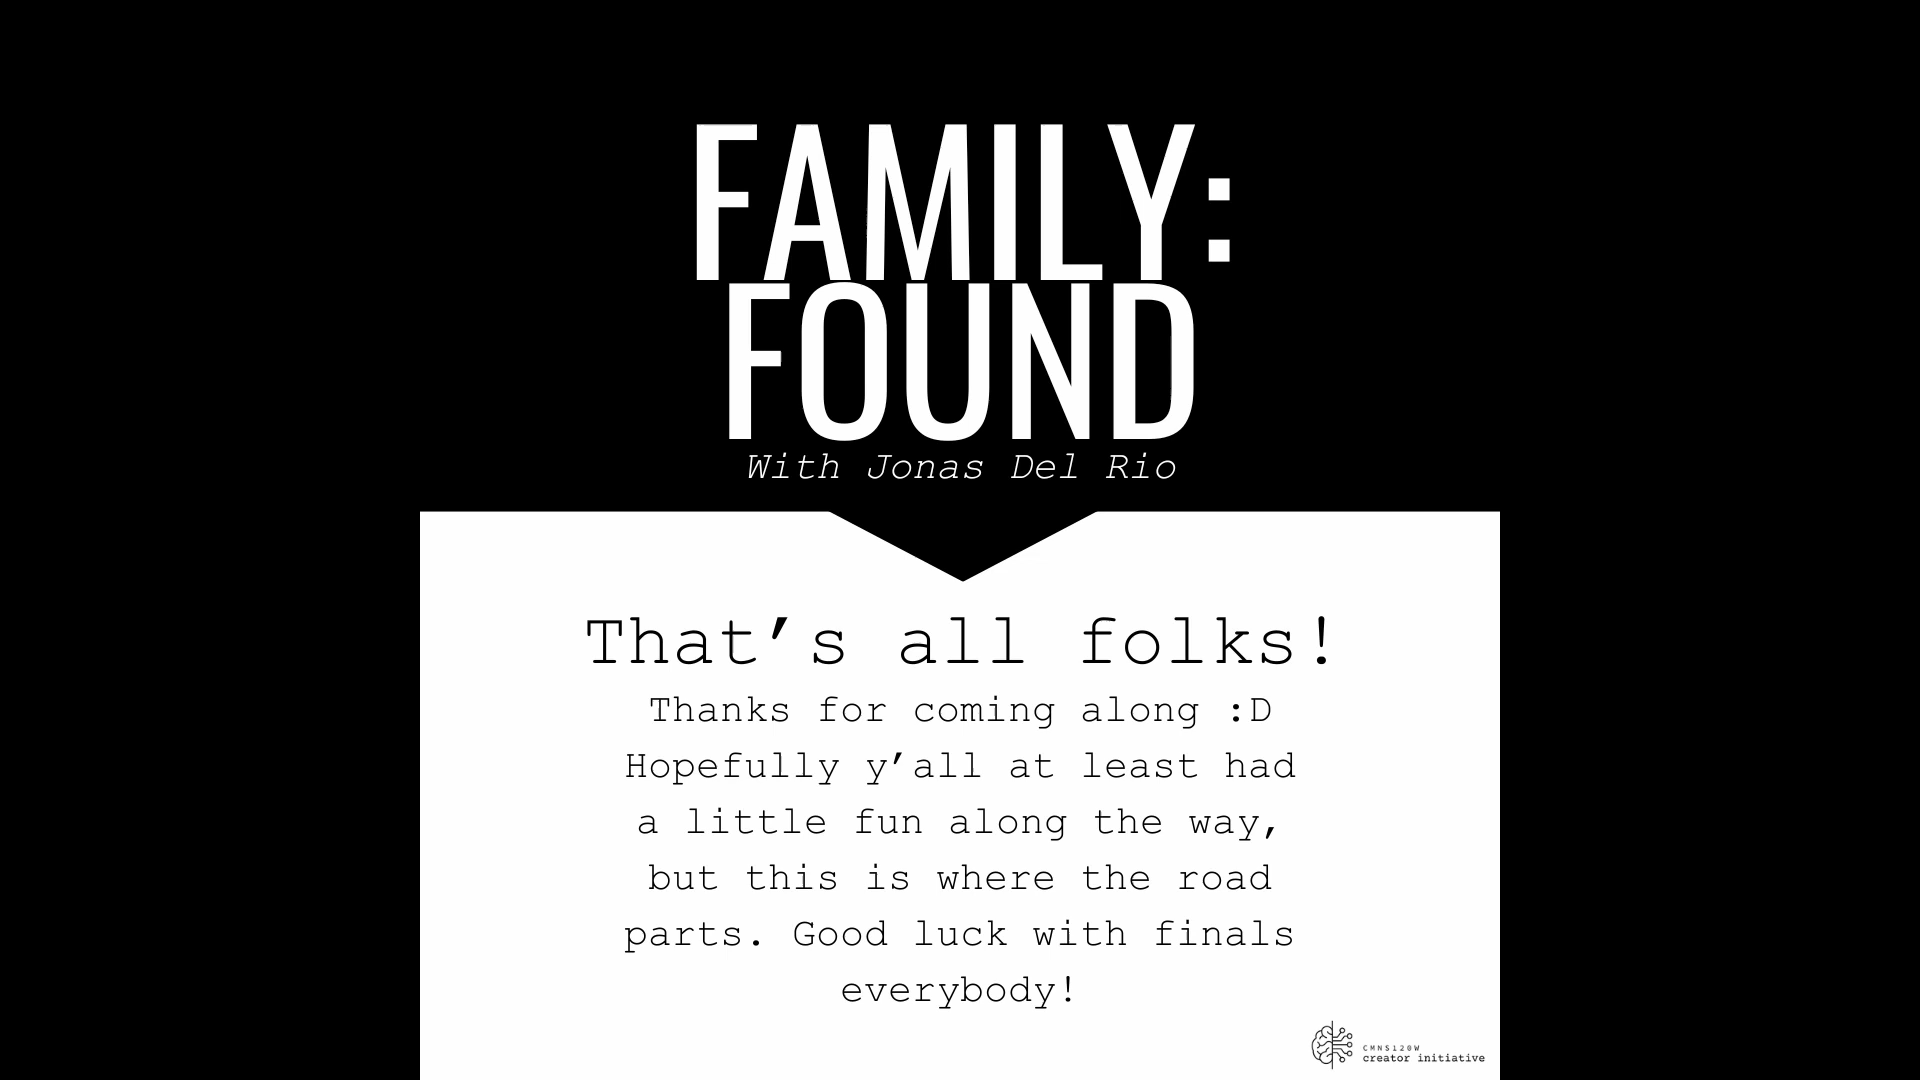 FAMILY:
FOUND
With Jonas Del Rio
That’s all folks!
Thanks for coming along :D
Hopefully y’all at least had
a little fun along the way,
but this is where the road
parts. Good luck with finals
everybody!
CMNS120W
creator initiative